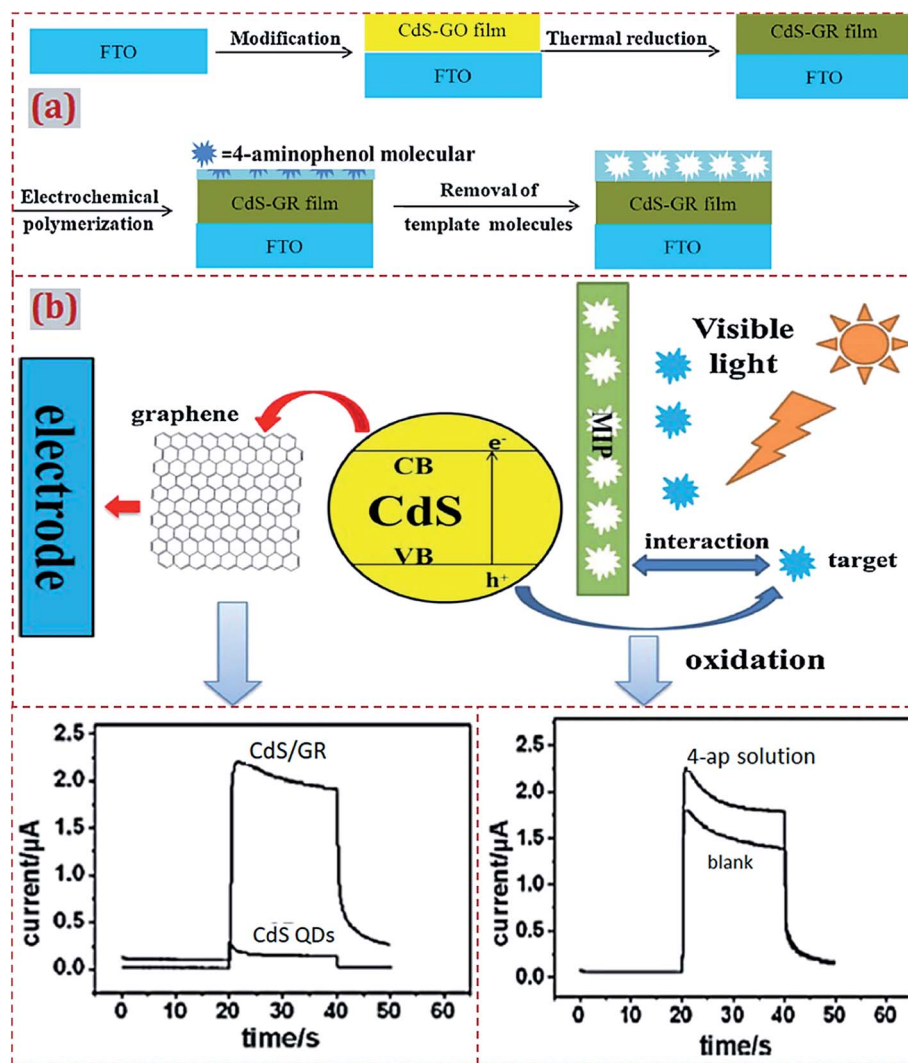 FTO
Modification
CdS-GO film
FTO
Thermal reduction
CdS-GR film
FTO
(a)
Electrochemical
polymerization
=4-aminophenol molecular
CdS-GR film
FTO
Removal of
template molecules
CdS-GR film
FTO
(b)
electrode
graphene
e-
CB
CdS
VB
h+
MIP
Visible
light
interaction
target
oxidation
2.5
2.0
1.5
1.0
0.5
0.0
current/µA
CdS/GR
CdS QDs
0 10 20 30 40 50 60
time/s
2.5
2.0
1.5
1.0
0.5
0.0
current/µA
4-ap solution
blank
0 10 20 30 40 50 60
time/s